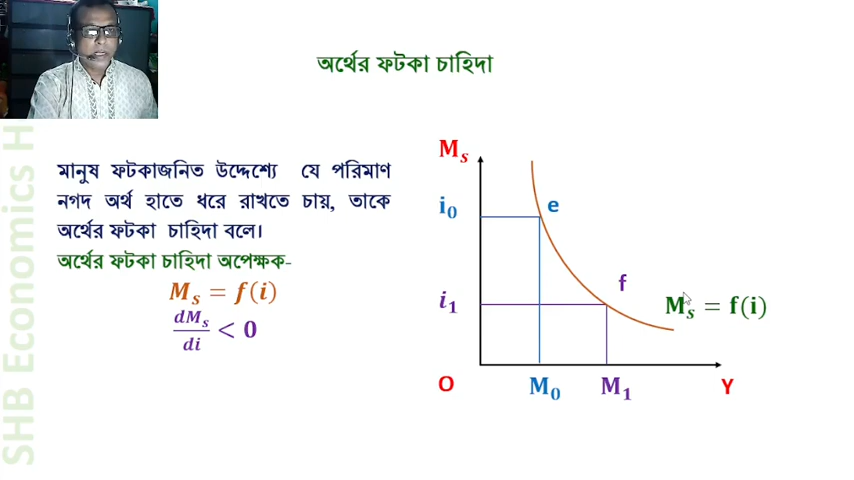 অর্থের ফটকা চাহিদা
মানুষ ফটকাজনিত উদ্দেশ্যে যে পরিমাণ
নগদ অর্থ হাতে ধরে রাখতে চায়, তাকে
অর্থের ফটকা চাহিদা বলে।
অর্থের ফটকা চাহিদা অপেক্ষক-
Mₛ = f(i)
dMₛ/di < 0
Mₛ
i₀
e
i₁
f
Mₛ = f(i)
O
M₀
M₁
Y
SHB Economics H